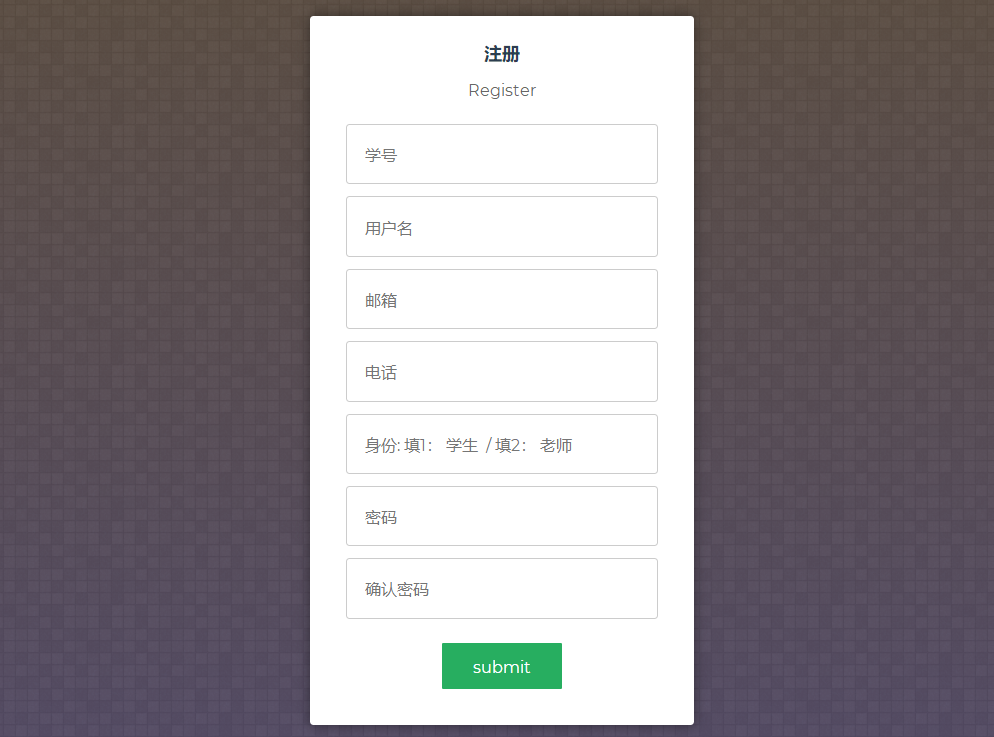 注册
Register
学号
用户名
邮箱
电话
身份: 填1： 学生 / 填2： 老师
密码
确认密码
submit